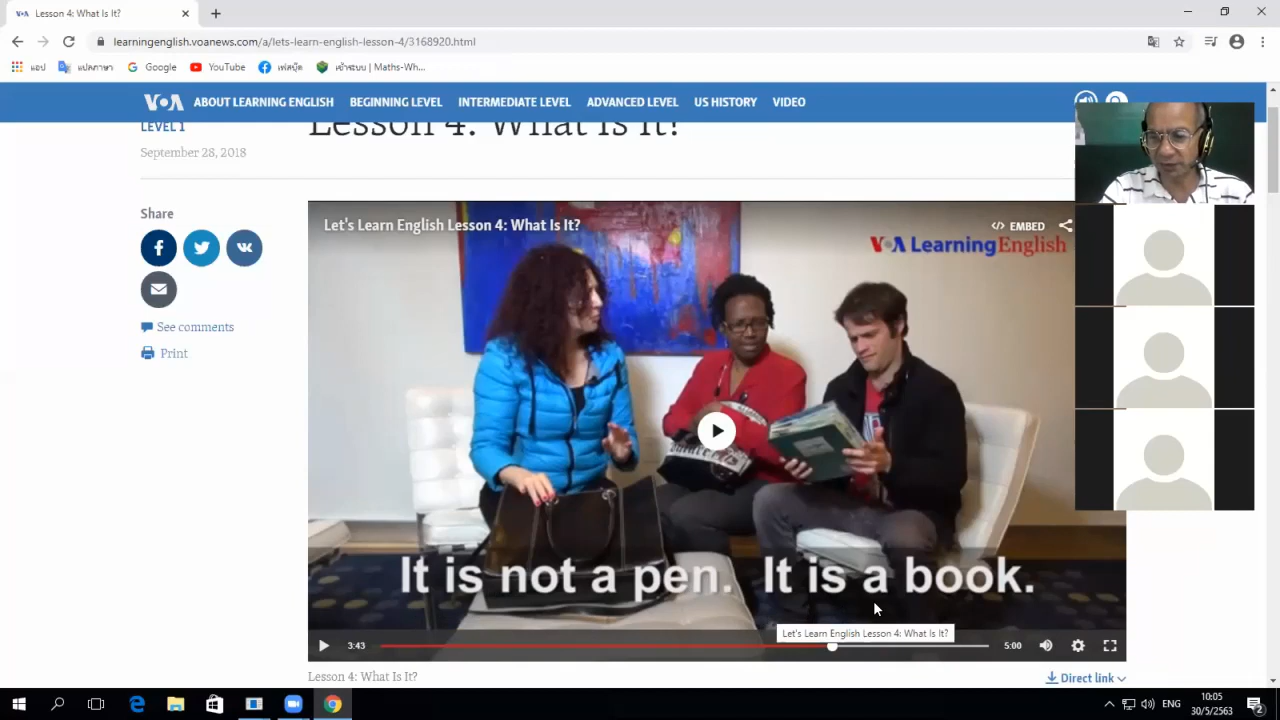 Lesson 4: What Is It?
learningenglish.voanews.com/a/lets-learn-english-lesson-4/3168920.html
แอป แปลภาษา Google YouTube เฟสบุ๊ค เข้าระบบ | Maths-Wh...
VOA ABOUT LEARNING ENGLISH BEGINNING LEVEL INTERMEDIATE LEVEL ADVANCED LEVEL US HISTORY VIDEO
LEVEL 1
Lesson 4: What Is It?
September 28, 2018
Share
See comments
Print
Let's Learn English Lesson 4: What Is It?
EMBED
VOA Learning English
It is not a pen. It is a book.
Let's Learn English Lesson 4: What Is It?
3:43
5:00
Lesson 4: What Is It?
Direct link
ENG
10:05
30/5/2563
2